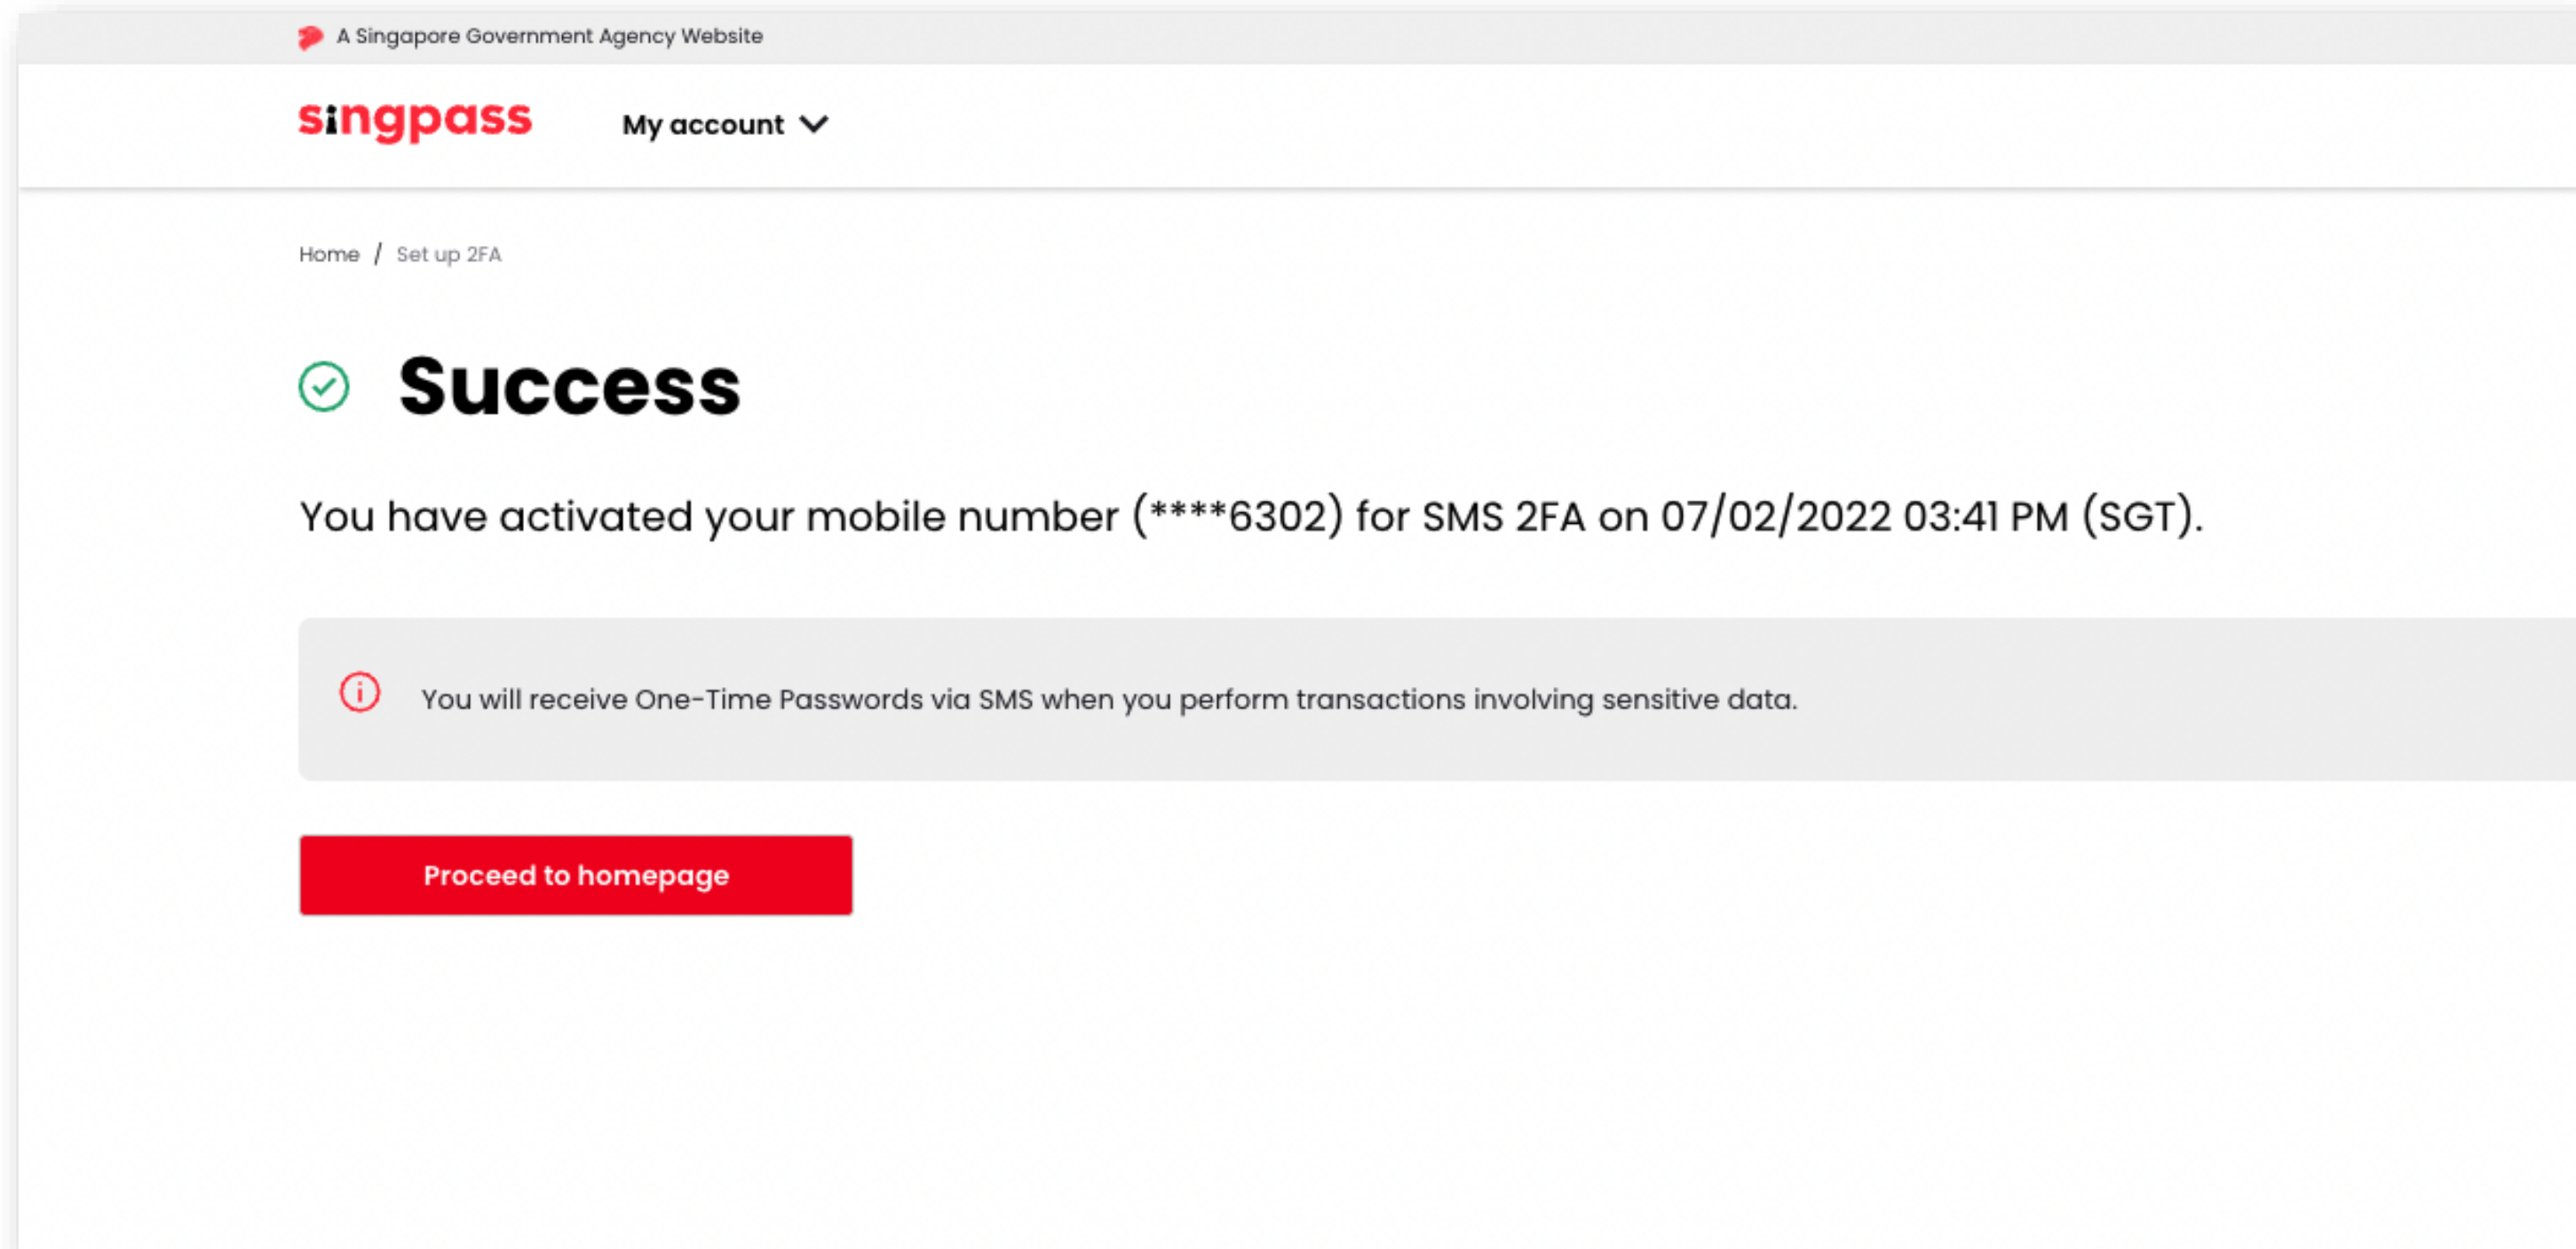 A Singapore Government Agency Website
singpass
My account
Home / Set up 2FA
Success
You have activated your mobile number (****6302) for SMS 2FA on 07/02/2022 03:41 PM (SGT).
You will receive One-Time Passwords via SMS when you perform transactions involving sensitive data.
Proceed to homepage